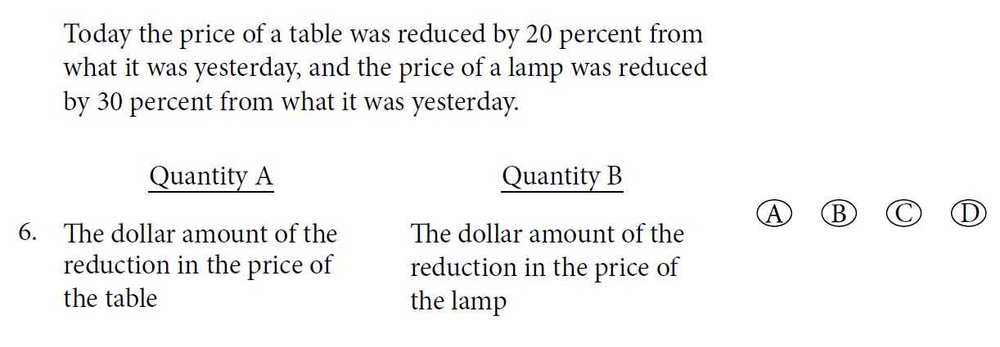 Today the price of a table was reduced by 20 percent from
what it was yesterday, and the price of a lamp was reduced
by 30 percent from what it was yesterday.
Quantity A
Quantity B
6. The dollar amount of the
reduction in the price of
the table
The dollar amount of the
reduction in the price of
the lamp
A B C D